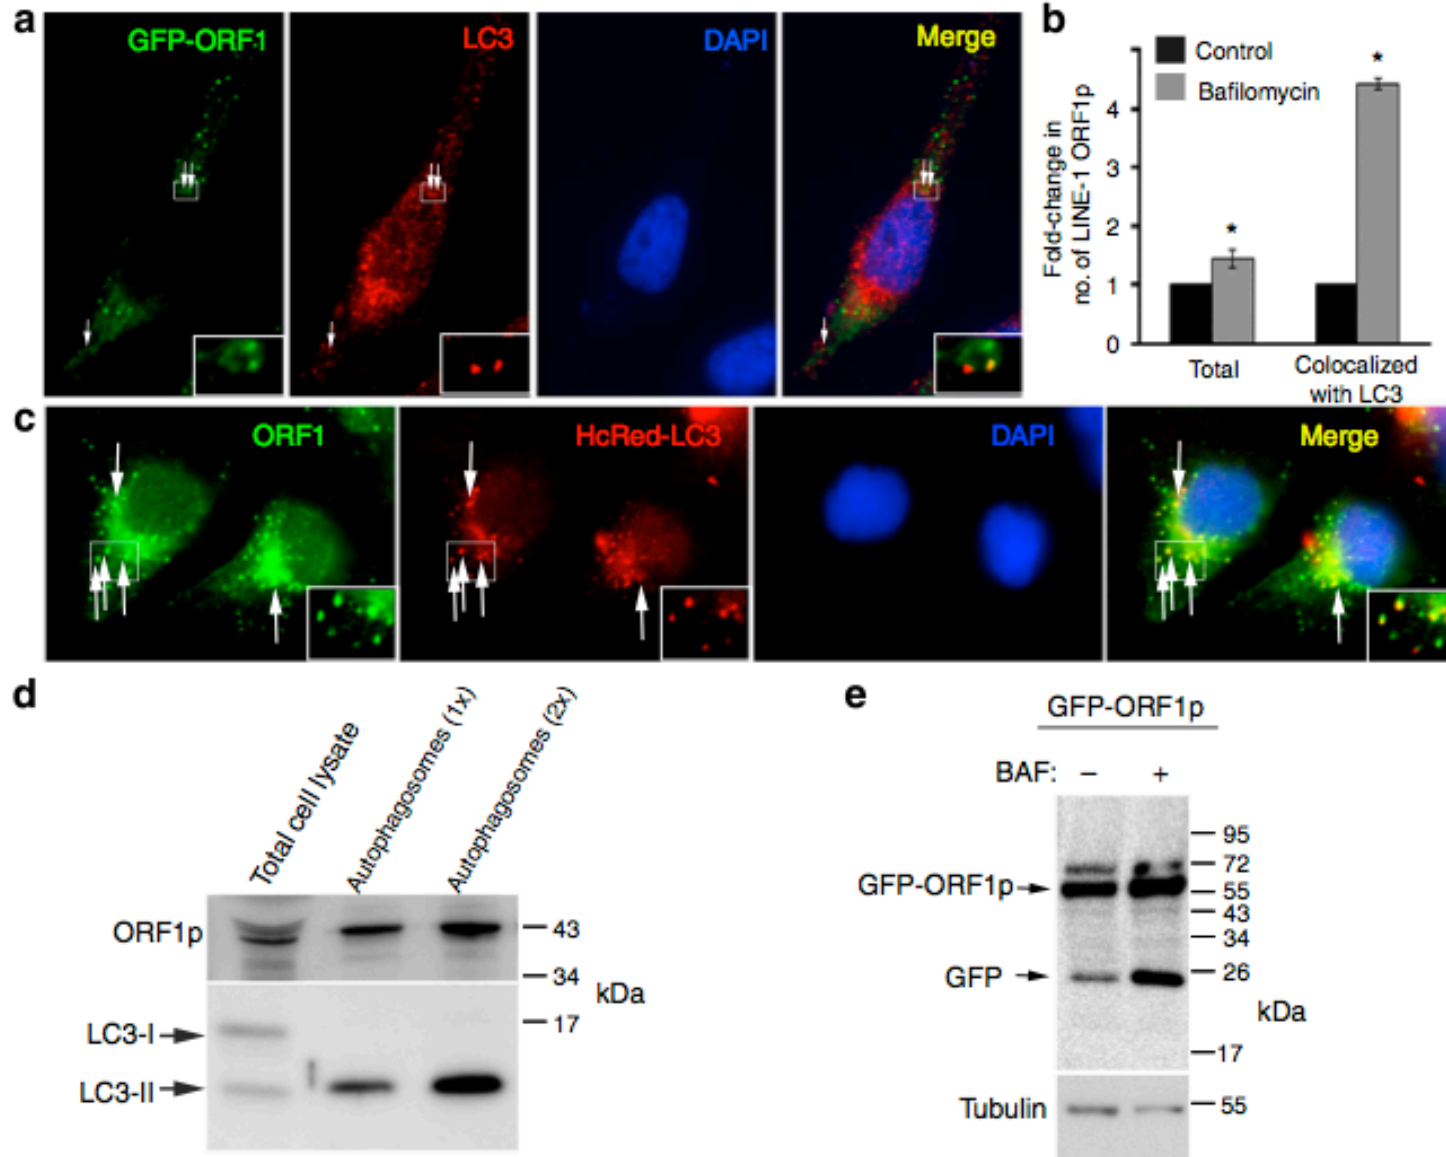 a
GFP-ORF1
LC3
DAPI
Merge
b
Control
Bafilomycin
Fold-change in
no. of LINE-1 ORF1p
4
3
2
1
0
*
*
Total
Colocalized
with LC3
c
ORF1
HcRed-LC3
DAPI
Merge
d
Total cell lysate
Autophagosomes (1x)
Autophagosomes (2x)
ORF1p
43
34
kDa
17
LC3-I
LC3-II
e
GFP-ORF1p
BAF: – +
95
72
GFP-ORF1p
55
43
34
GFP
26
kDa
17
Tubulin
55